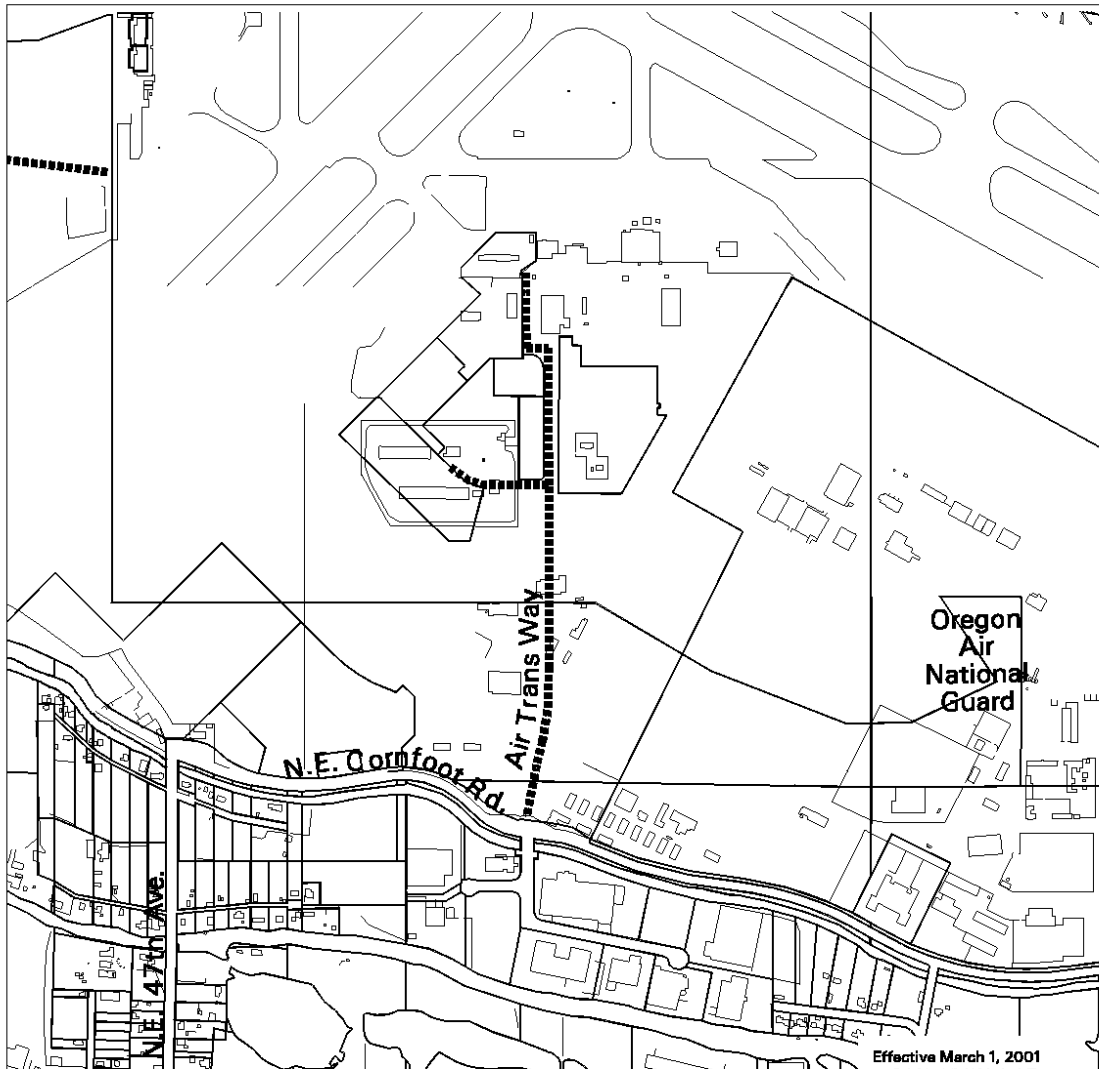 Oregon
Air
National
Guard
Air Trans Way
N.E. Cornfoot Rd.
N.E. 47th Ave.
Effective March 1, 2001